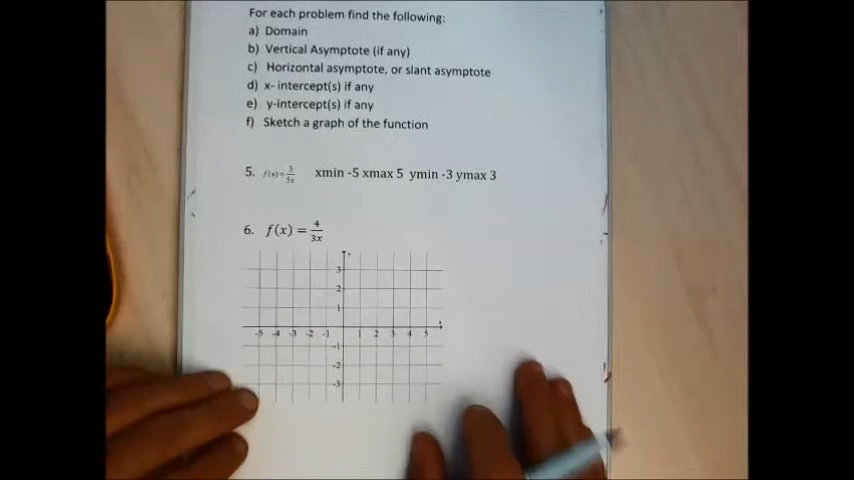 For each problem find the following:
a) Domain
b) Vertical Asymptote (if any)
c) Horizontal asymptote, or slant asymptote
d) x- intercept(s) if any
e) y-intercept(s) if any
f) Sketch a graph of the function
5. f(x)=3/5x xmin -5 xmax 5 ymin -3 ymax 3
6. f(x) = 4/3x
3
2
1
-5 -4 -3 -2 -1 1 2 3 4 5
-1
-2
-3